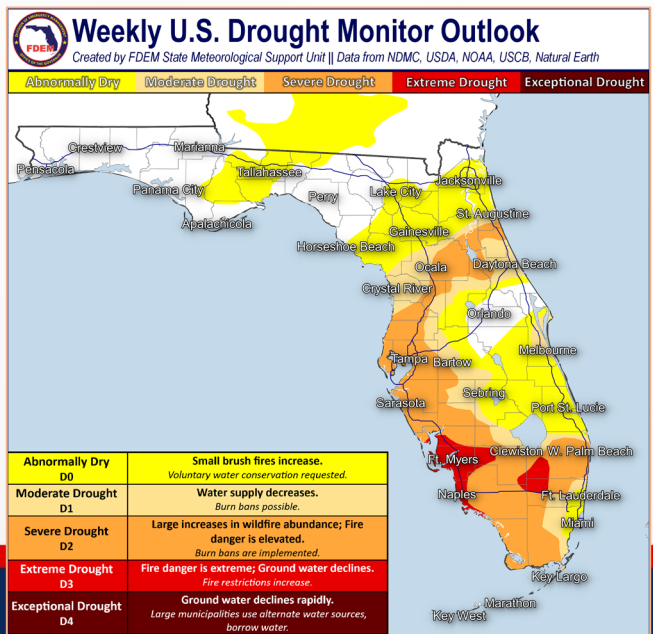 Weekly U.S. Drought Monitor Outlook
FDEM
Created by FDEM State Meteorological Support Unit || Data from NDMC, USDA, NOAA, USCB, Natural Earth
Abnormally Dry
Moderate Drought
Severe Drought
Extreme Drought
Exceptional Drought
Crestview
Marianna
Pensacola
Tallahassee
Jacksonville
Panama City
Perry
Lake City
Apalachicola
St. Augustine
Gainesville
Horseshoe Beach
Ocala
Daytona Beach
Crystal River
Orlando
Melbourne
Tampa
Bartow
Sebring
Sarasota
Port St. Lucie
Clewiston
W. Palm Beach
Ft. Myers
Naples
Ft. Lauderdale
Miami
Key Largo
Marathon
Key West
Abnormally Dry
D0
Small brush fires increase.
Voluntary water conservation requested.
Moderate Drought
D1
Water supply decreases.
Burn bans possible.
Severe Drought
D2
Large increases in wildfire abundance; Fire
danger is elevated.
Burn bans are implemented.
Extreme Drought
D3
Fire danger is extreme; Ground water declines.
Fire restrictions increase.
Exceptional Drought
D4
Ground water declines rapidly.
Large municipalities use alternate water sources,
borrow water.